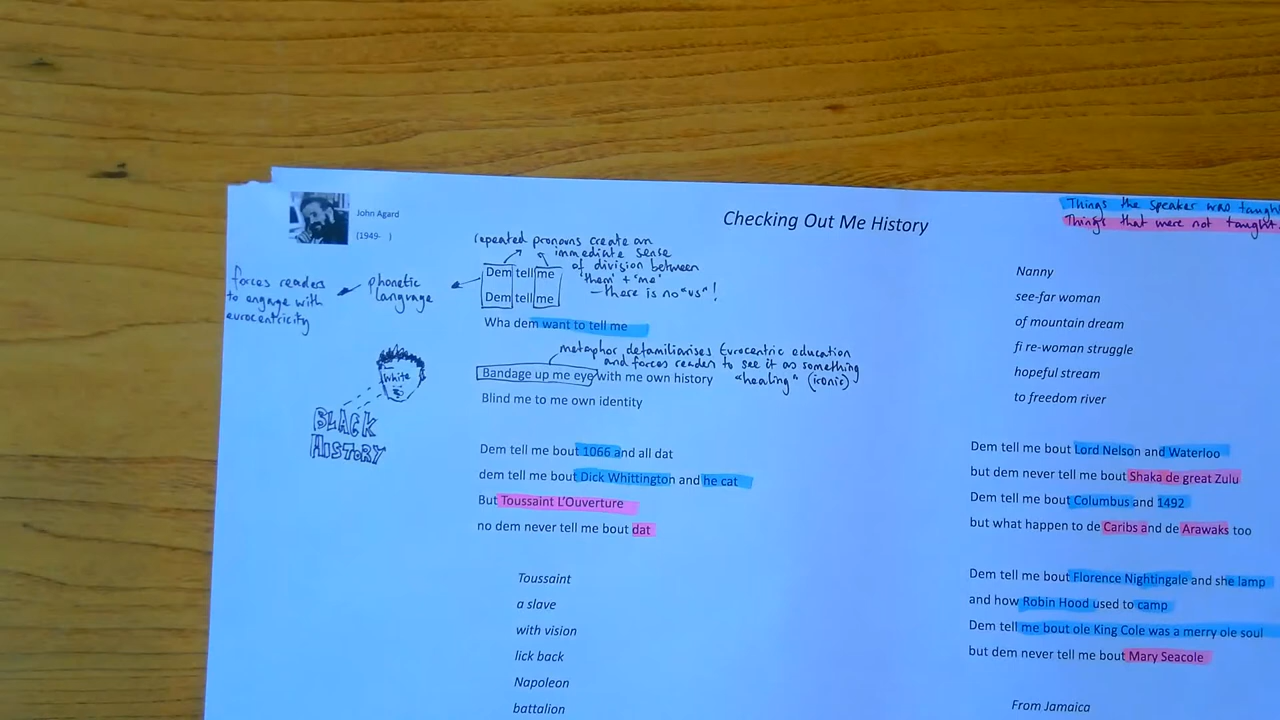 John Agard
(1949-    )
Checking Out Me History
Things the speaker was taugh
Things that were not taught.
repeated pronouns create an
immediate sense
of division between
'them' + 'me'
— there is no "us"!
forces readers
to engage with
eurocentricity
phonetic
language
Dem tell me
Dem tell me
Wha dem want to tell me
metaphor defamiliarises Eurocentric education
and forces readers to see it as something
"healing" (iconic)
Bandage up me eye with me own history
Blind me to me own identity
White
BLACK
HISTORY
Dem tell me bout 1066 and all dat
dem tell me bout Dick Whittington and he cat
But Toussaint L'Ouverture
no dem never tell me bout dat
Toussaint
a slave
with vision
lick back
Napoleon
battalion
Nanny
see-far woman
of mountain dream
fi re-woman struggle
hopeful stream
to freedom river
Dem tell me bout Lord Nelson and Waterloo
but dem never tell me bout Shaka de great Zulu
Dem tell me bout Columbus and 1492
but what happen to de Caribs and de Arawaks too
Dem tell me bout Florence Nightingale and she lamp
and how Robin Hood used to camp
Dem tell me bout ole King Cole was a merry ole soul
but dem never tell me bout Mary Seacole
From Jamaica